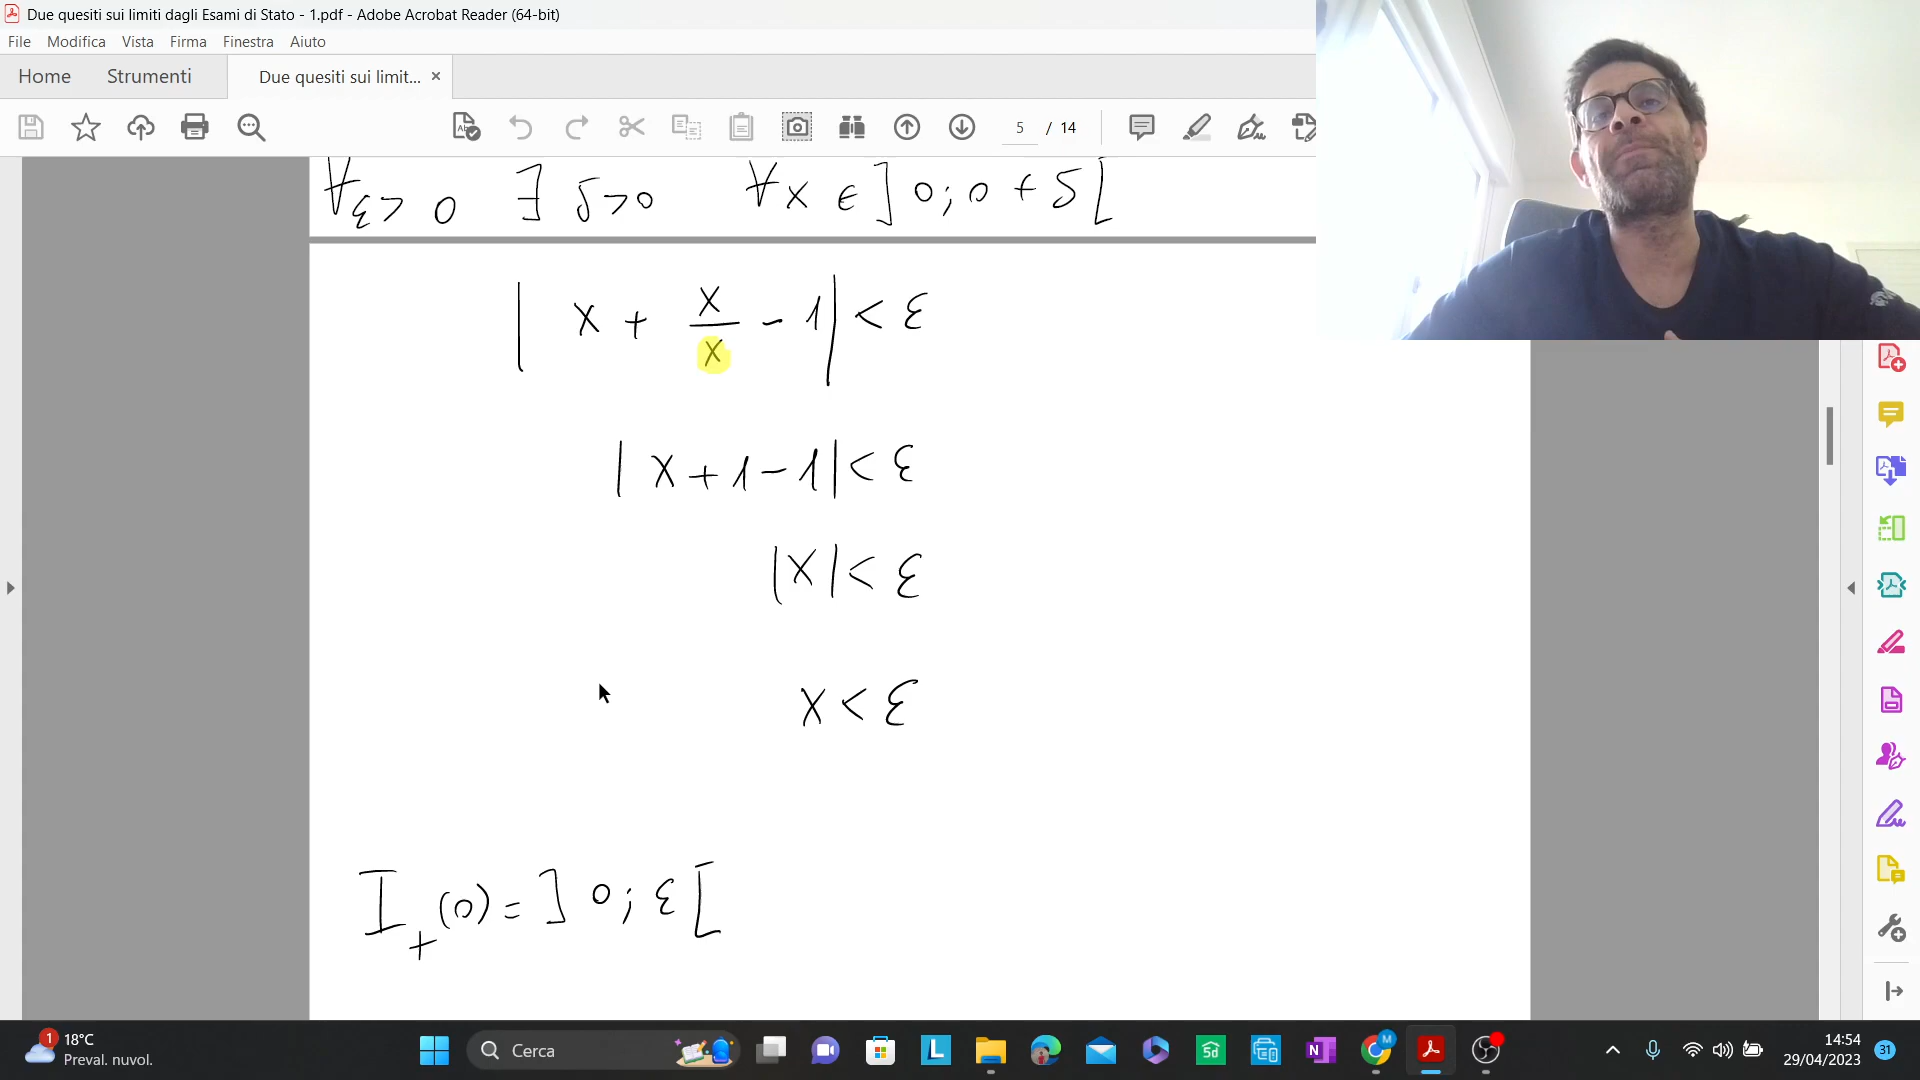 Due quesiti sui limiti dagli Esami di Stato - 1.pdf - Adobe Acrobat Reader (64-bit)
File Modifica Vista Firma Finestra Aiuto
Home Strumenti Due quesiti sui limit... ×
5 / 14
∀ε > 0 ∃ δ > 0 ∀x ∈ ] 0 ; 0 + δ [
| x + x/x - 1 | < ε
| x + 1 - 1 | < ε
| x | < ε
x < ε
I₊(0) = ] 0 ; ε [
1
18°C
Preval. nuvol.
Cerca
14:54
29/04/2023
31